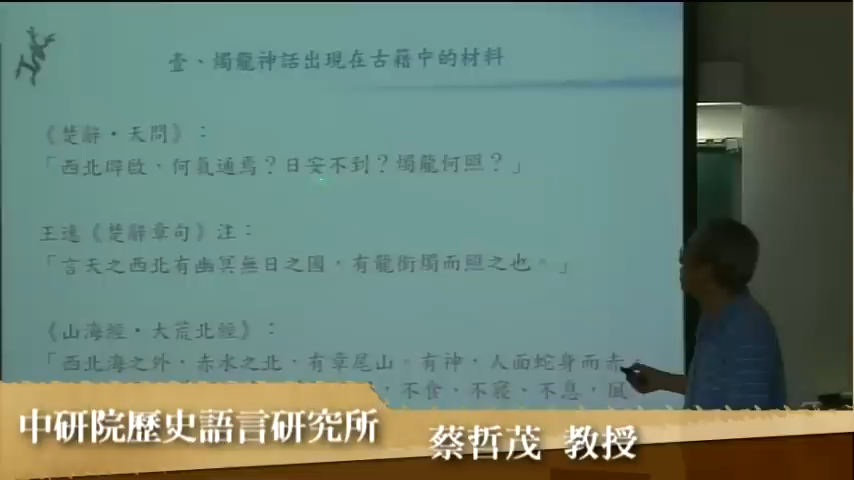 壹、燭龍神話出現在古籍中的材料
《楚辭·天問》：
「西北辟啟，何氣通焉？日安不到？燭龍何照？」
王逸《楚辭章句》注：
「言天之西北有幽冥無日之國，有龍銜燭而照之也。」
《山海經·大荒北經》：
「西北海之外，赤水之北，有章尾山。有神，人面蛇身而赤，
不食、不寢、不息，風
中研院歷史語言研究所
蔡哲茂 教授